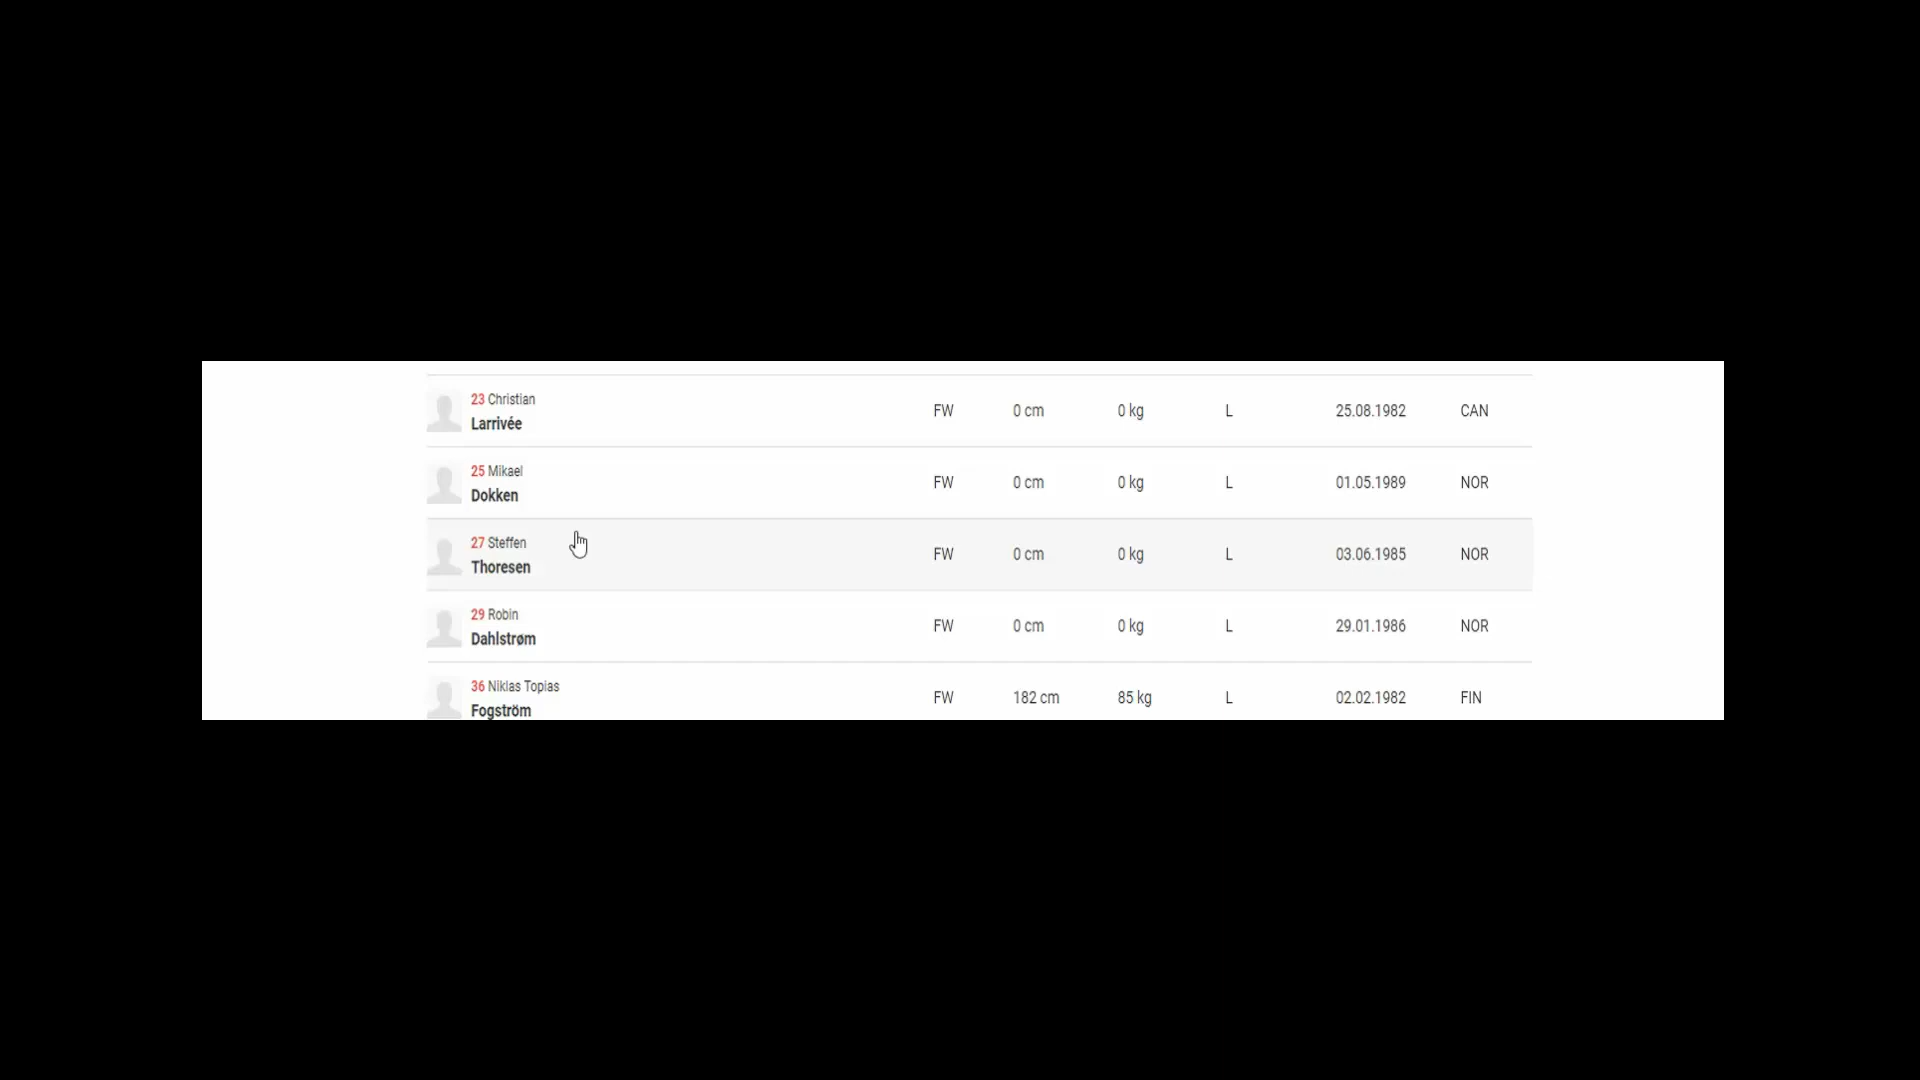 23 Christian
Larrivée
FW 0 cm 0 kg L 25.08.1982 CAN
25 Mikael
Dokken
FW 0 cm 0 kg L 01.05.1989 NOR
27 Steffen
Thoresen
FW 0 cm 0 kg L 03.06.1985 NOR
29 Robin
Dahlstrøm
FW 0 cm 0 kg L 29.01.1986 NOR
36 Niklas Topias
Fogström
FW 182 cm 85 kg L 02.02.1982 FIN